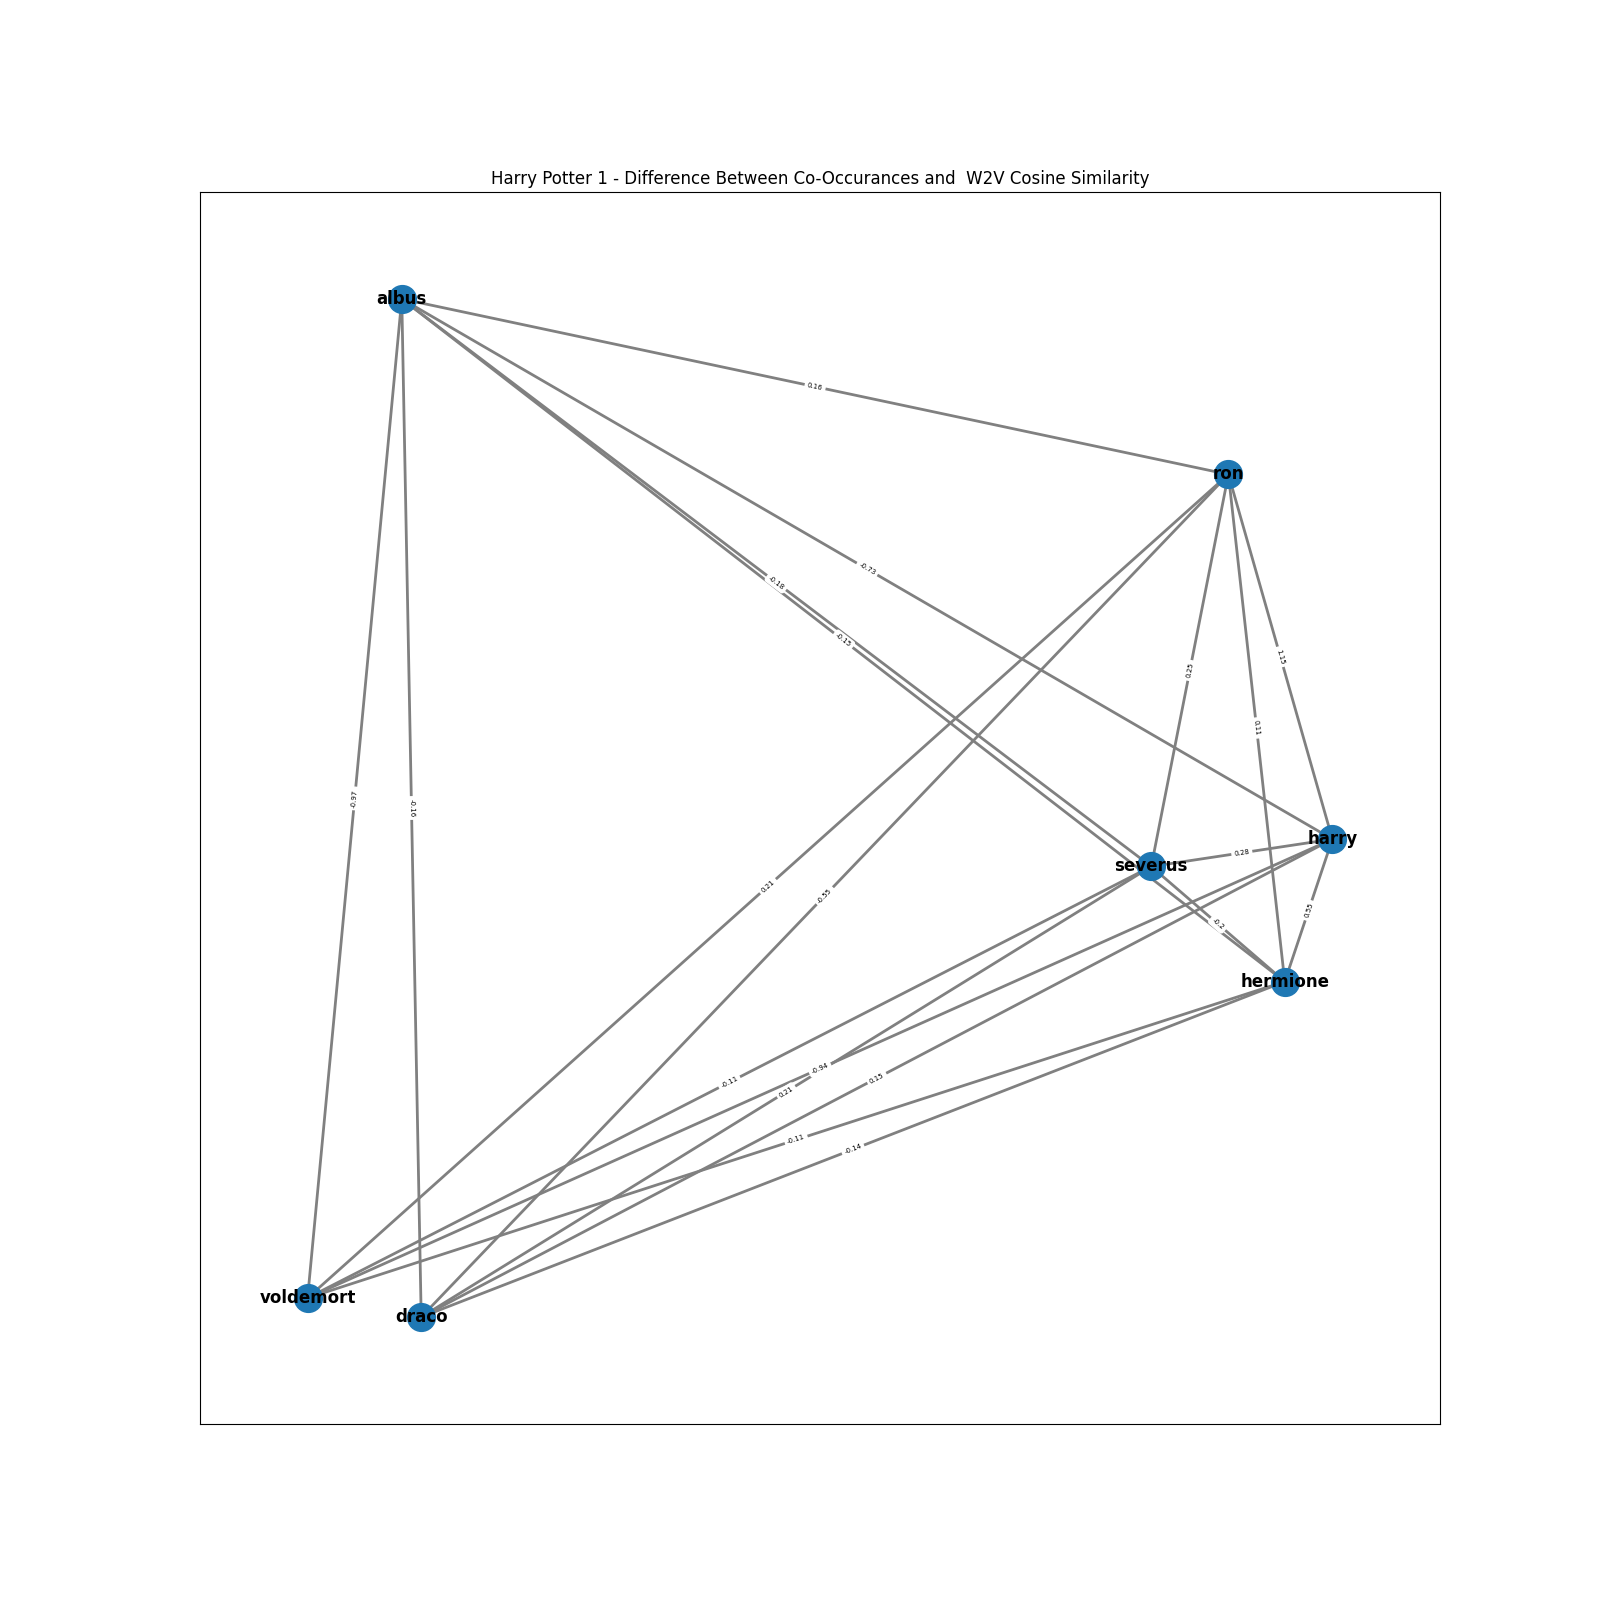 Harry Potter 1 - Difference Between Co-Occurances and  W2V Cosine Similarity
albus
0.16
ron
-0.73
-0.18
-0.15
0.25
1.15
0.11
-0.97
-0.16
harry
0.28
severus
0.21
-0.55
0.55
-0.2
hermione
-0.94
-0.11
0.15
0.21
-0.11
-0.14
voldemort
draco